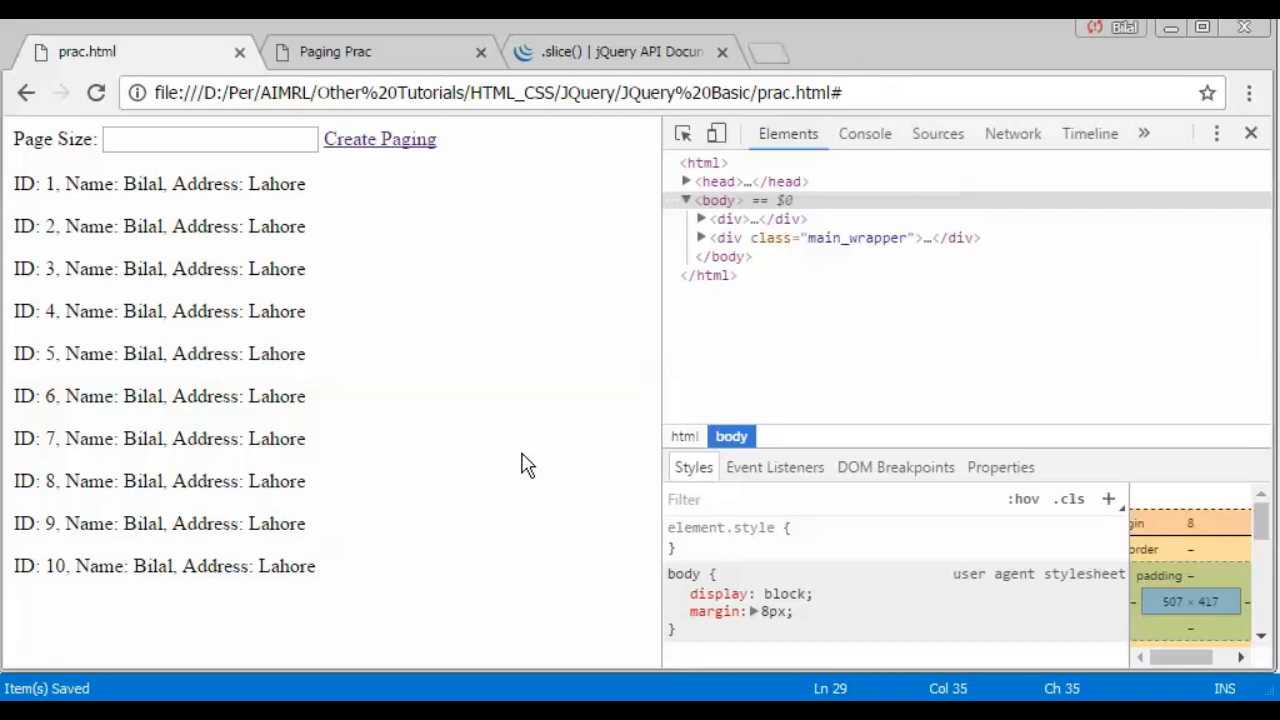 Bilal
prac.html
Paging Prac
.slice() | jQuery API Docum
file:///D:/Per/AIMRL/Other%20Tutorials/HTML_CSS/JQuery/JQuery%20Basic/prac.html#
Page Size: Create Paging
ID: 1, Name: Bilal, Address: Lahore
ID: 2, Name: Bilal, Address: Lahore
ID: 3, Name: Bilal, Address: Lahore
ID: 4, Name: Bilal, Address: Lahore
ID: 5, Name: Bilal, Address: Lahore
ID: 6, Name: Bilal, Address: Lahore
ID: 7, Name: Bilal, Address: Lahore
ID: 8, Name: Bilal, Address: Lahore
ID: 9, Name: Bilal, Address: Lahore
ID: 10, Name: Bilal, Address: Lahore
Elements Console Sources Network Timeline »
<html>
<head>…</head>
<body> == $0
<div>…</div>
<div class="main_wrapper">…</div>
</body>
</html>
html body
Styles Event Listeners DOM Breakpoints Properties
Filter :hov .cls +
element.style {
}
body { user agent stylesheet
display: block;
margin: 8px;
}
gin 8
order –
padding –
– 507 × 417 –
–
Item(s) Saved Ln 29 Col 35 Ch 35 INS